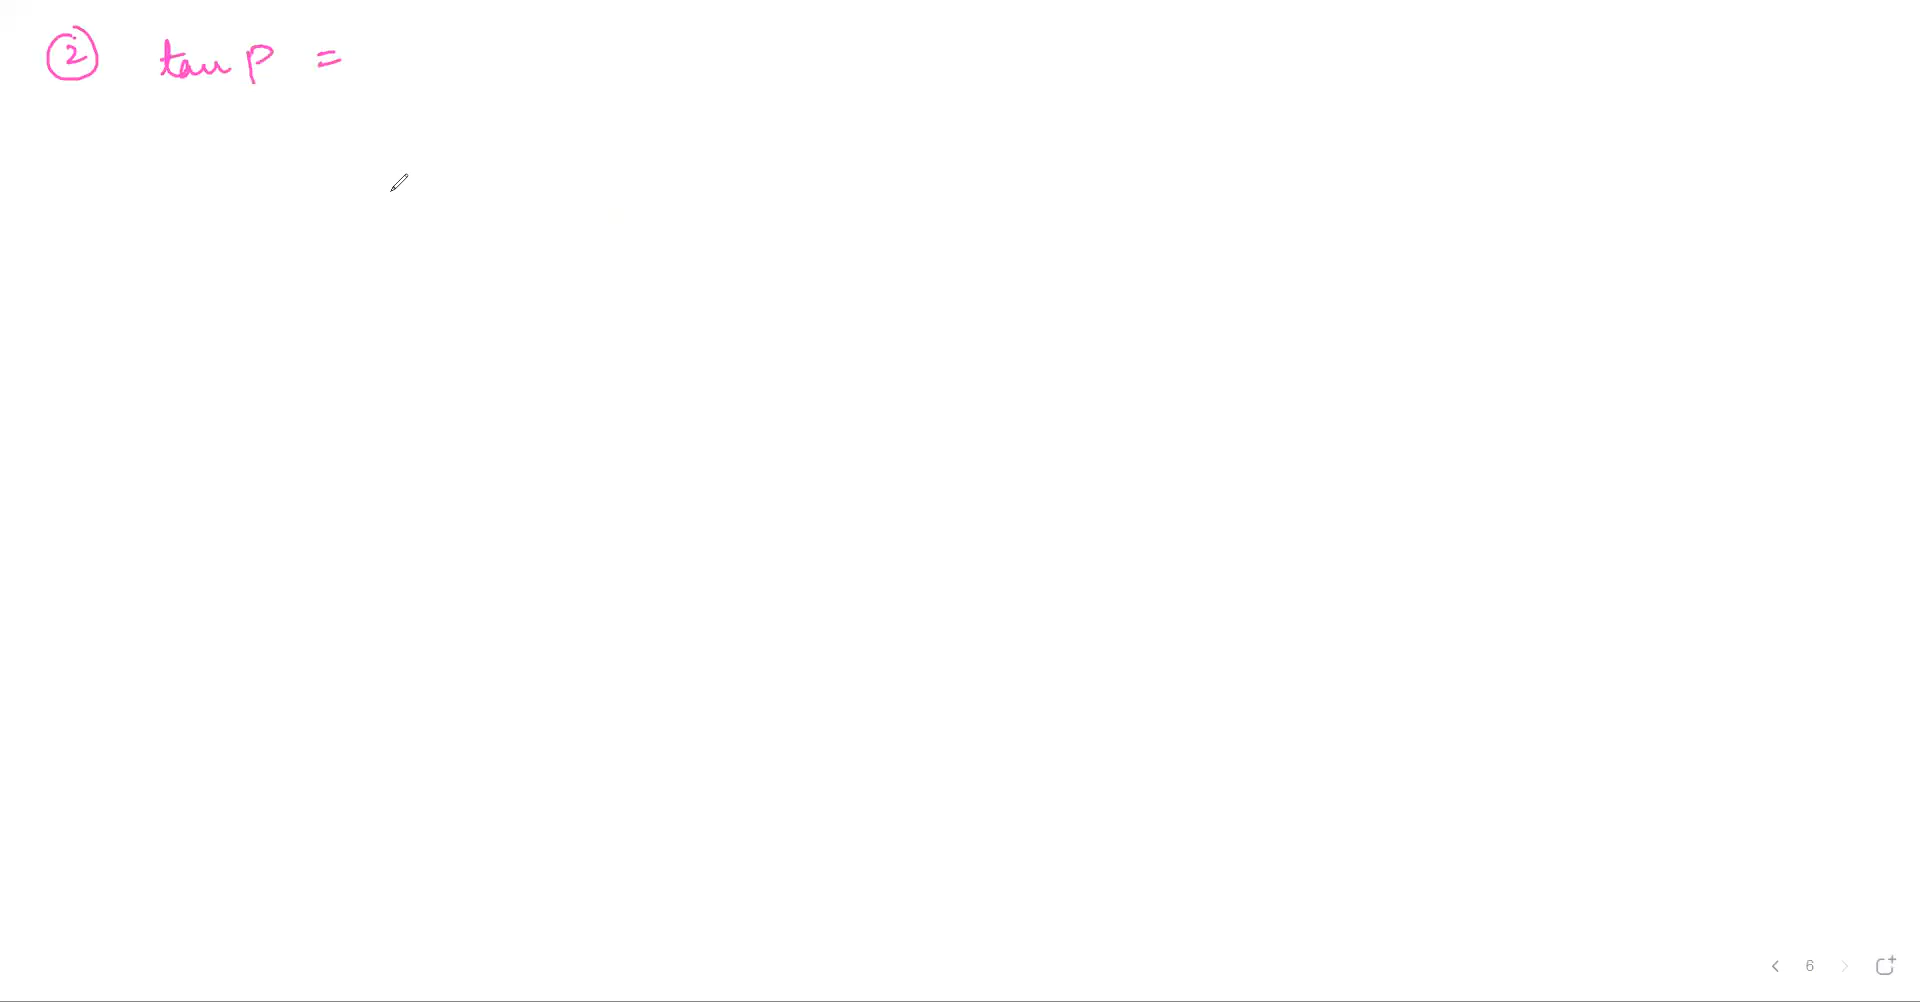 ② tan P =
6